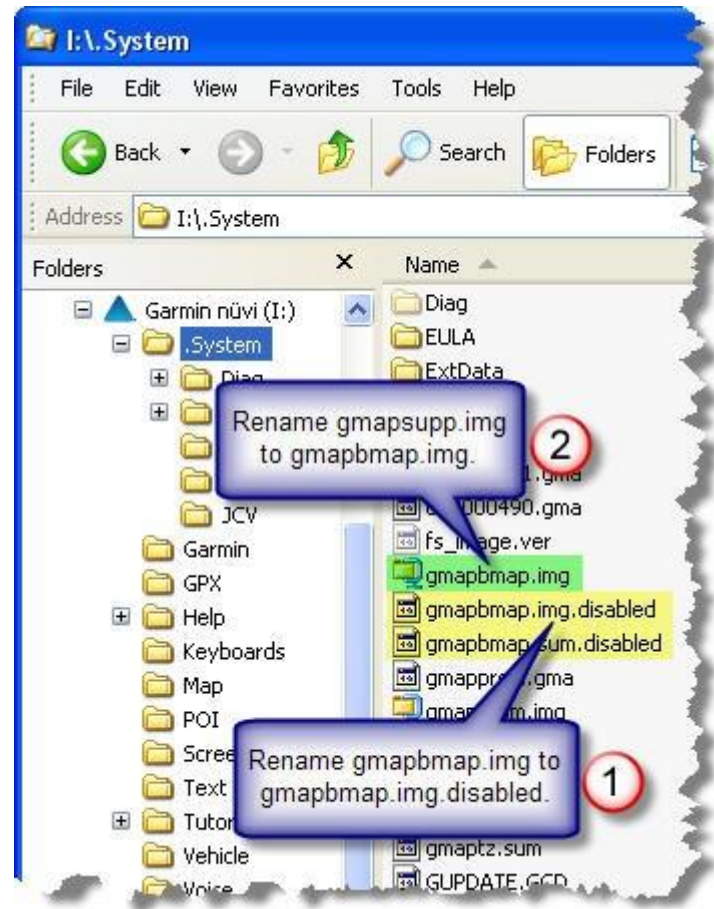 I:\.System
File Edit View Favorites Tools Help
Back Search Folders
Address I:\.System
Folders
Garmin nüvi (I:)
.System
Diag
JCV
Garmin
GPX
Help
Keyboards
Map
POI
Text
Vehicle
Voice
Name
Diag
EULA
ExtData
fs_image.ver
gmapbmap.img
gmapbmap.img.disabled
gmapbmap.sum.disabled
gmaptz.sum
GUPDATE.GCD
Rename gmapsupp.img
to gmapbmap.img.
2
Rename gmapbmap.img to
gmapbmap.img.disabled.
1